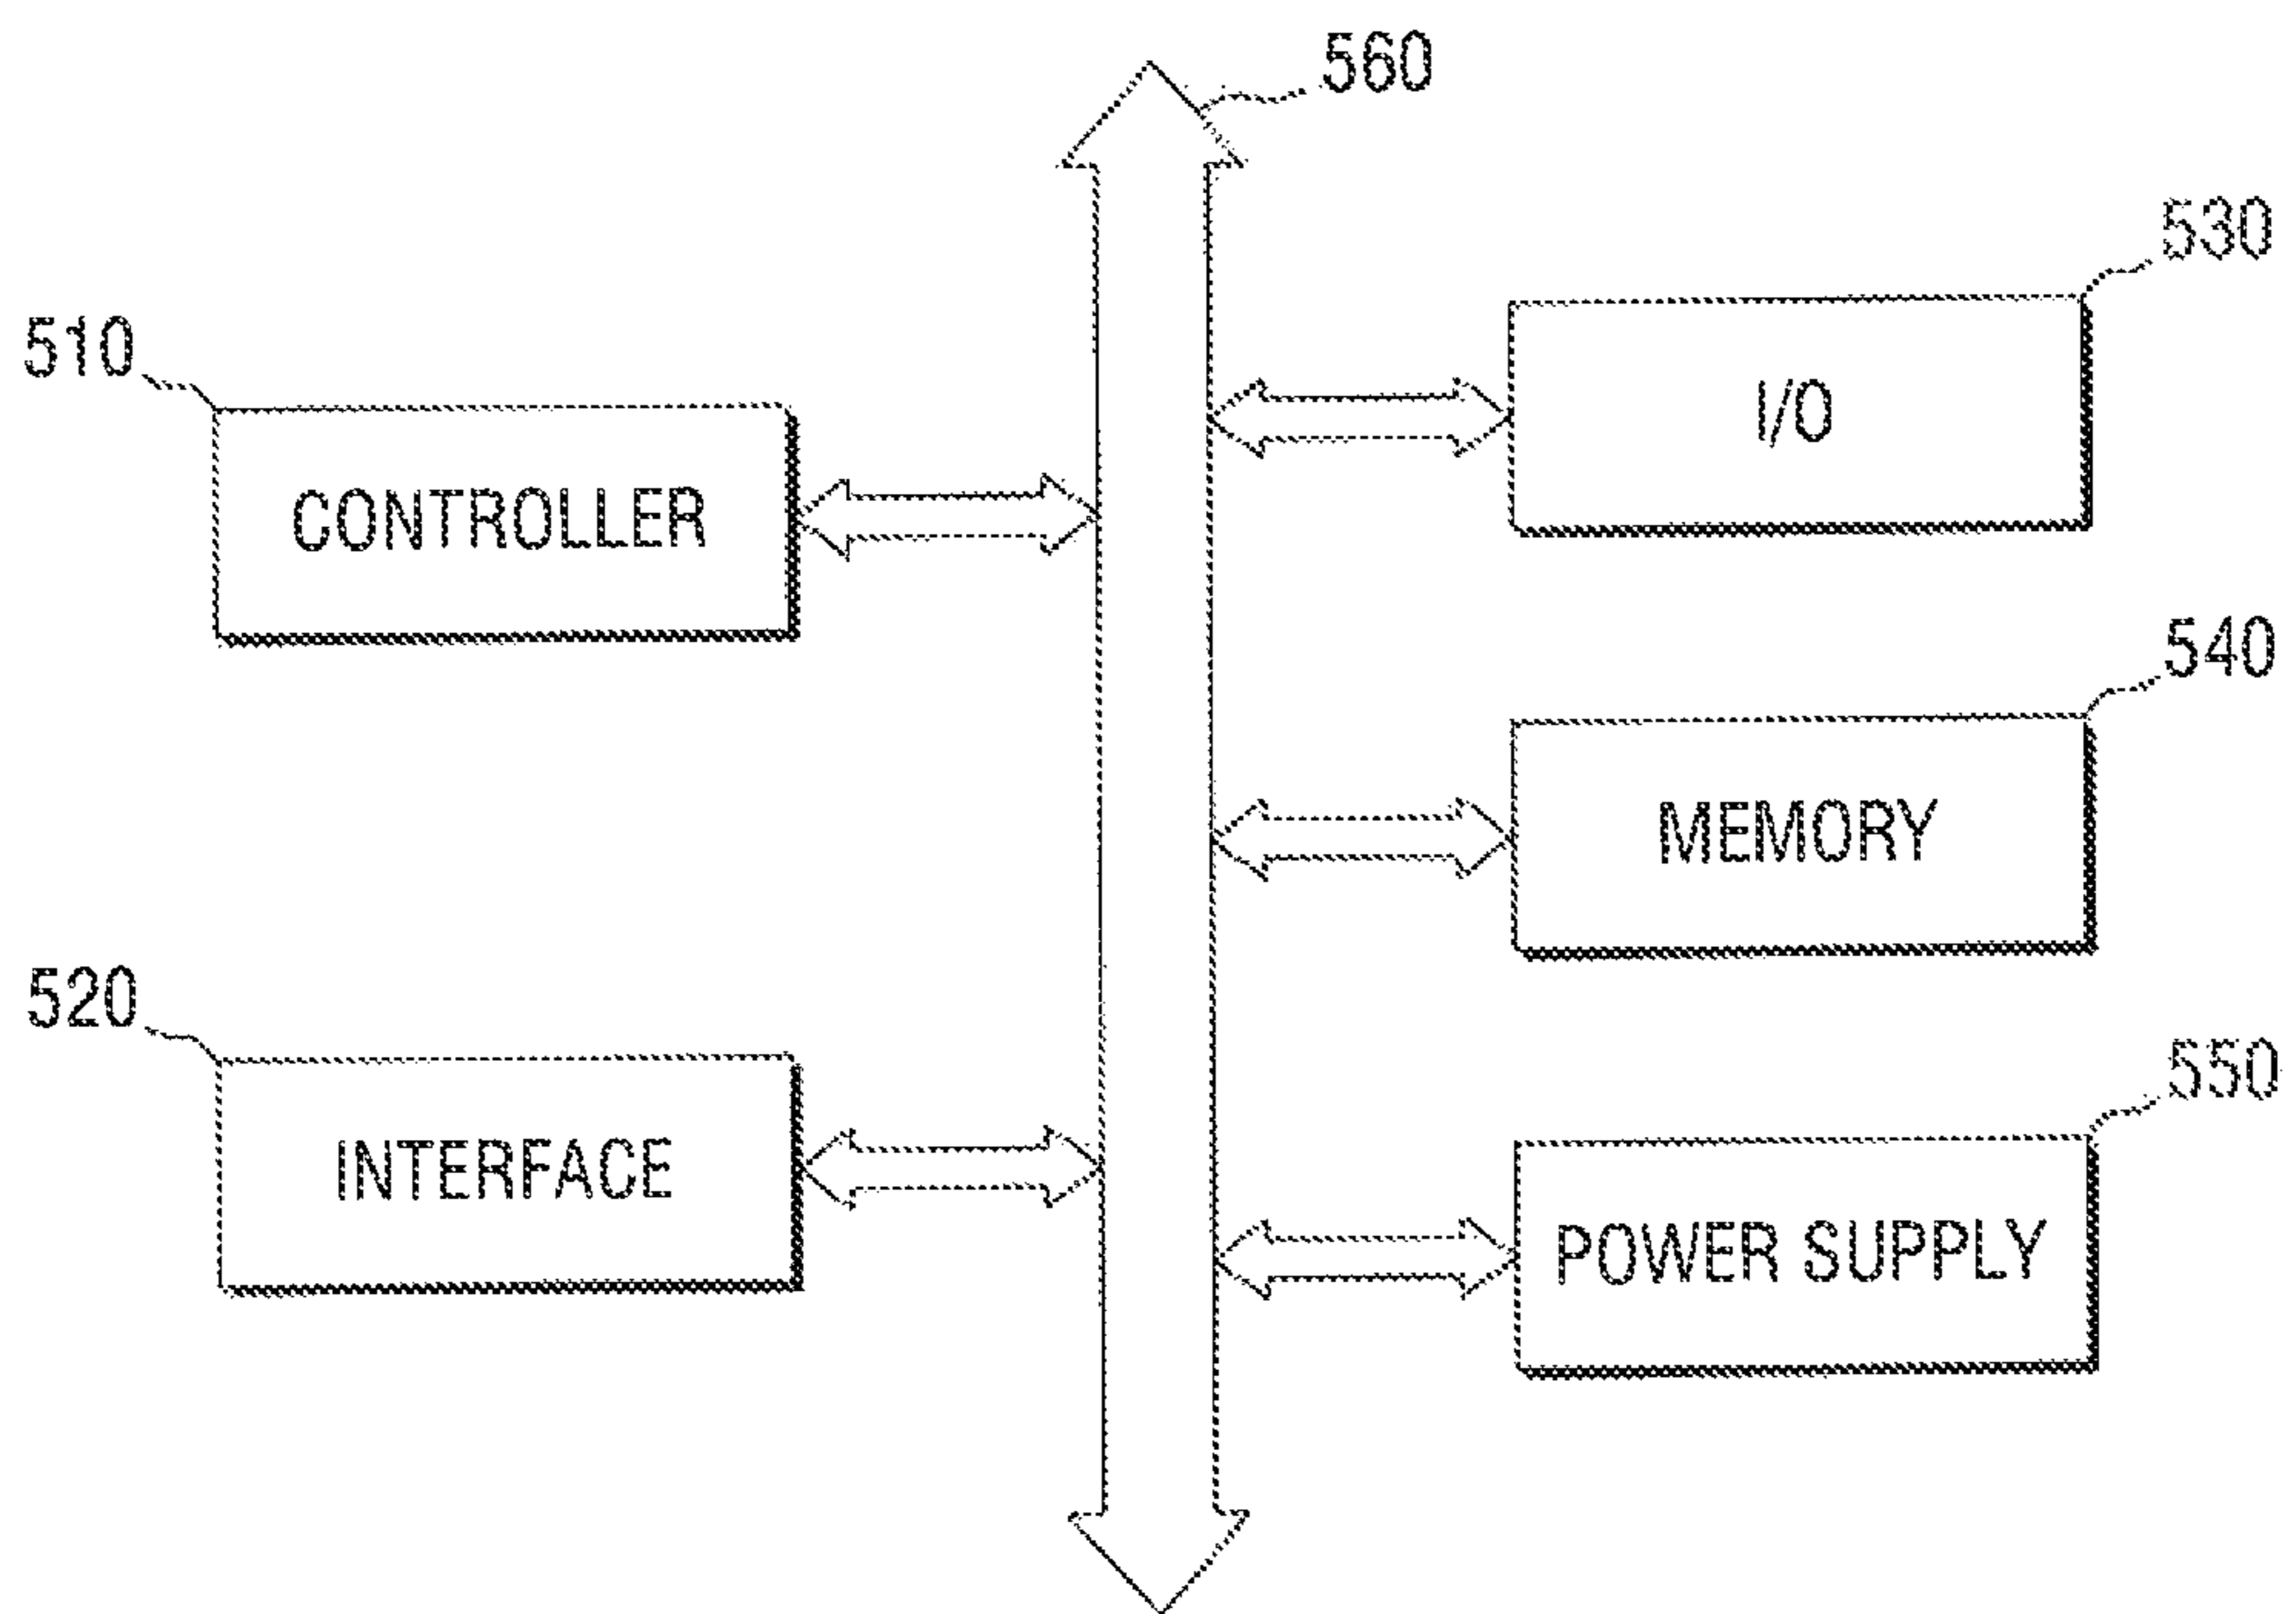 560
530
510
I/O
CONTROLLER
540
MEMORY
520
550
INTERFACE
POWER SUPPLY